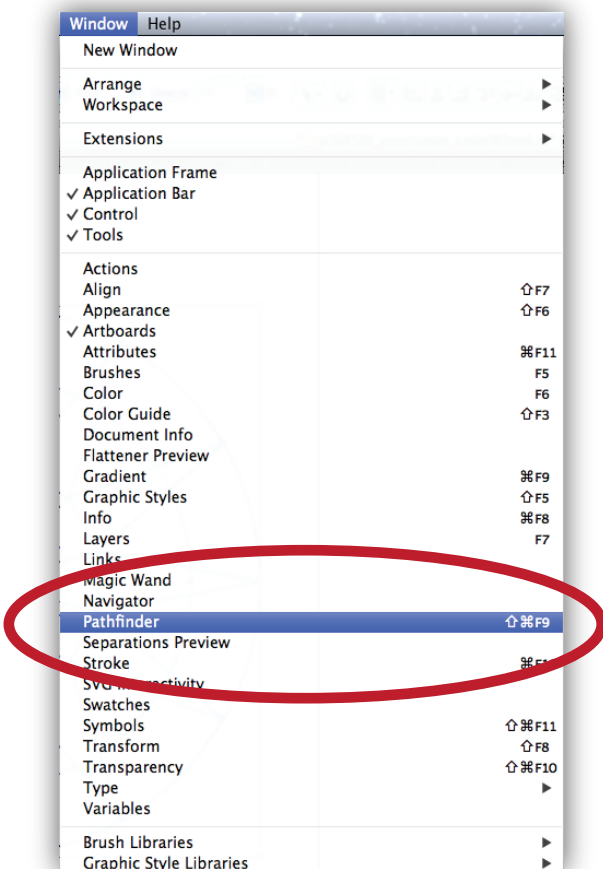 Window Help
New Window
Arrange ▶
Workspace ▶
Extensions ▶
Application Frame
✓ Application Bar
✓ Control
✓ Tools
Actions
Align ⇧F7
Appearance ⇧F6
✓ Artboards
Attributes ⌘F11
Brushes F5
Color F6
Color Guide ⇧F3
Document Info
Flattener Preview
Gradient ⌘F9
Graphic Styles ⇧F5
Info ⌘F8
Layers F7
Links
Magic Wand
Navigator
Pathfinder ⇧⌘F9
Separations Preview
Stroke
SVG Interactivity
Swatches
Symbols ⇧⌘F11
Transform ⇧F8
Transparency ⇧⌘F10
Type ▶
Variables
Brush Libraries ▶
Graphic Style Libraries ▶